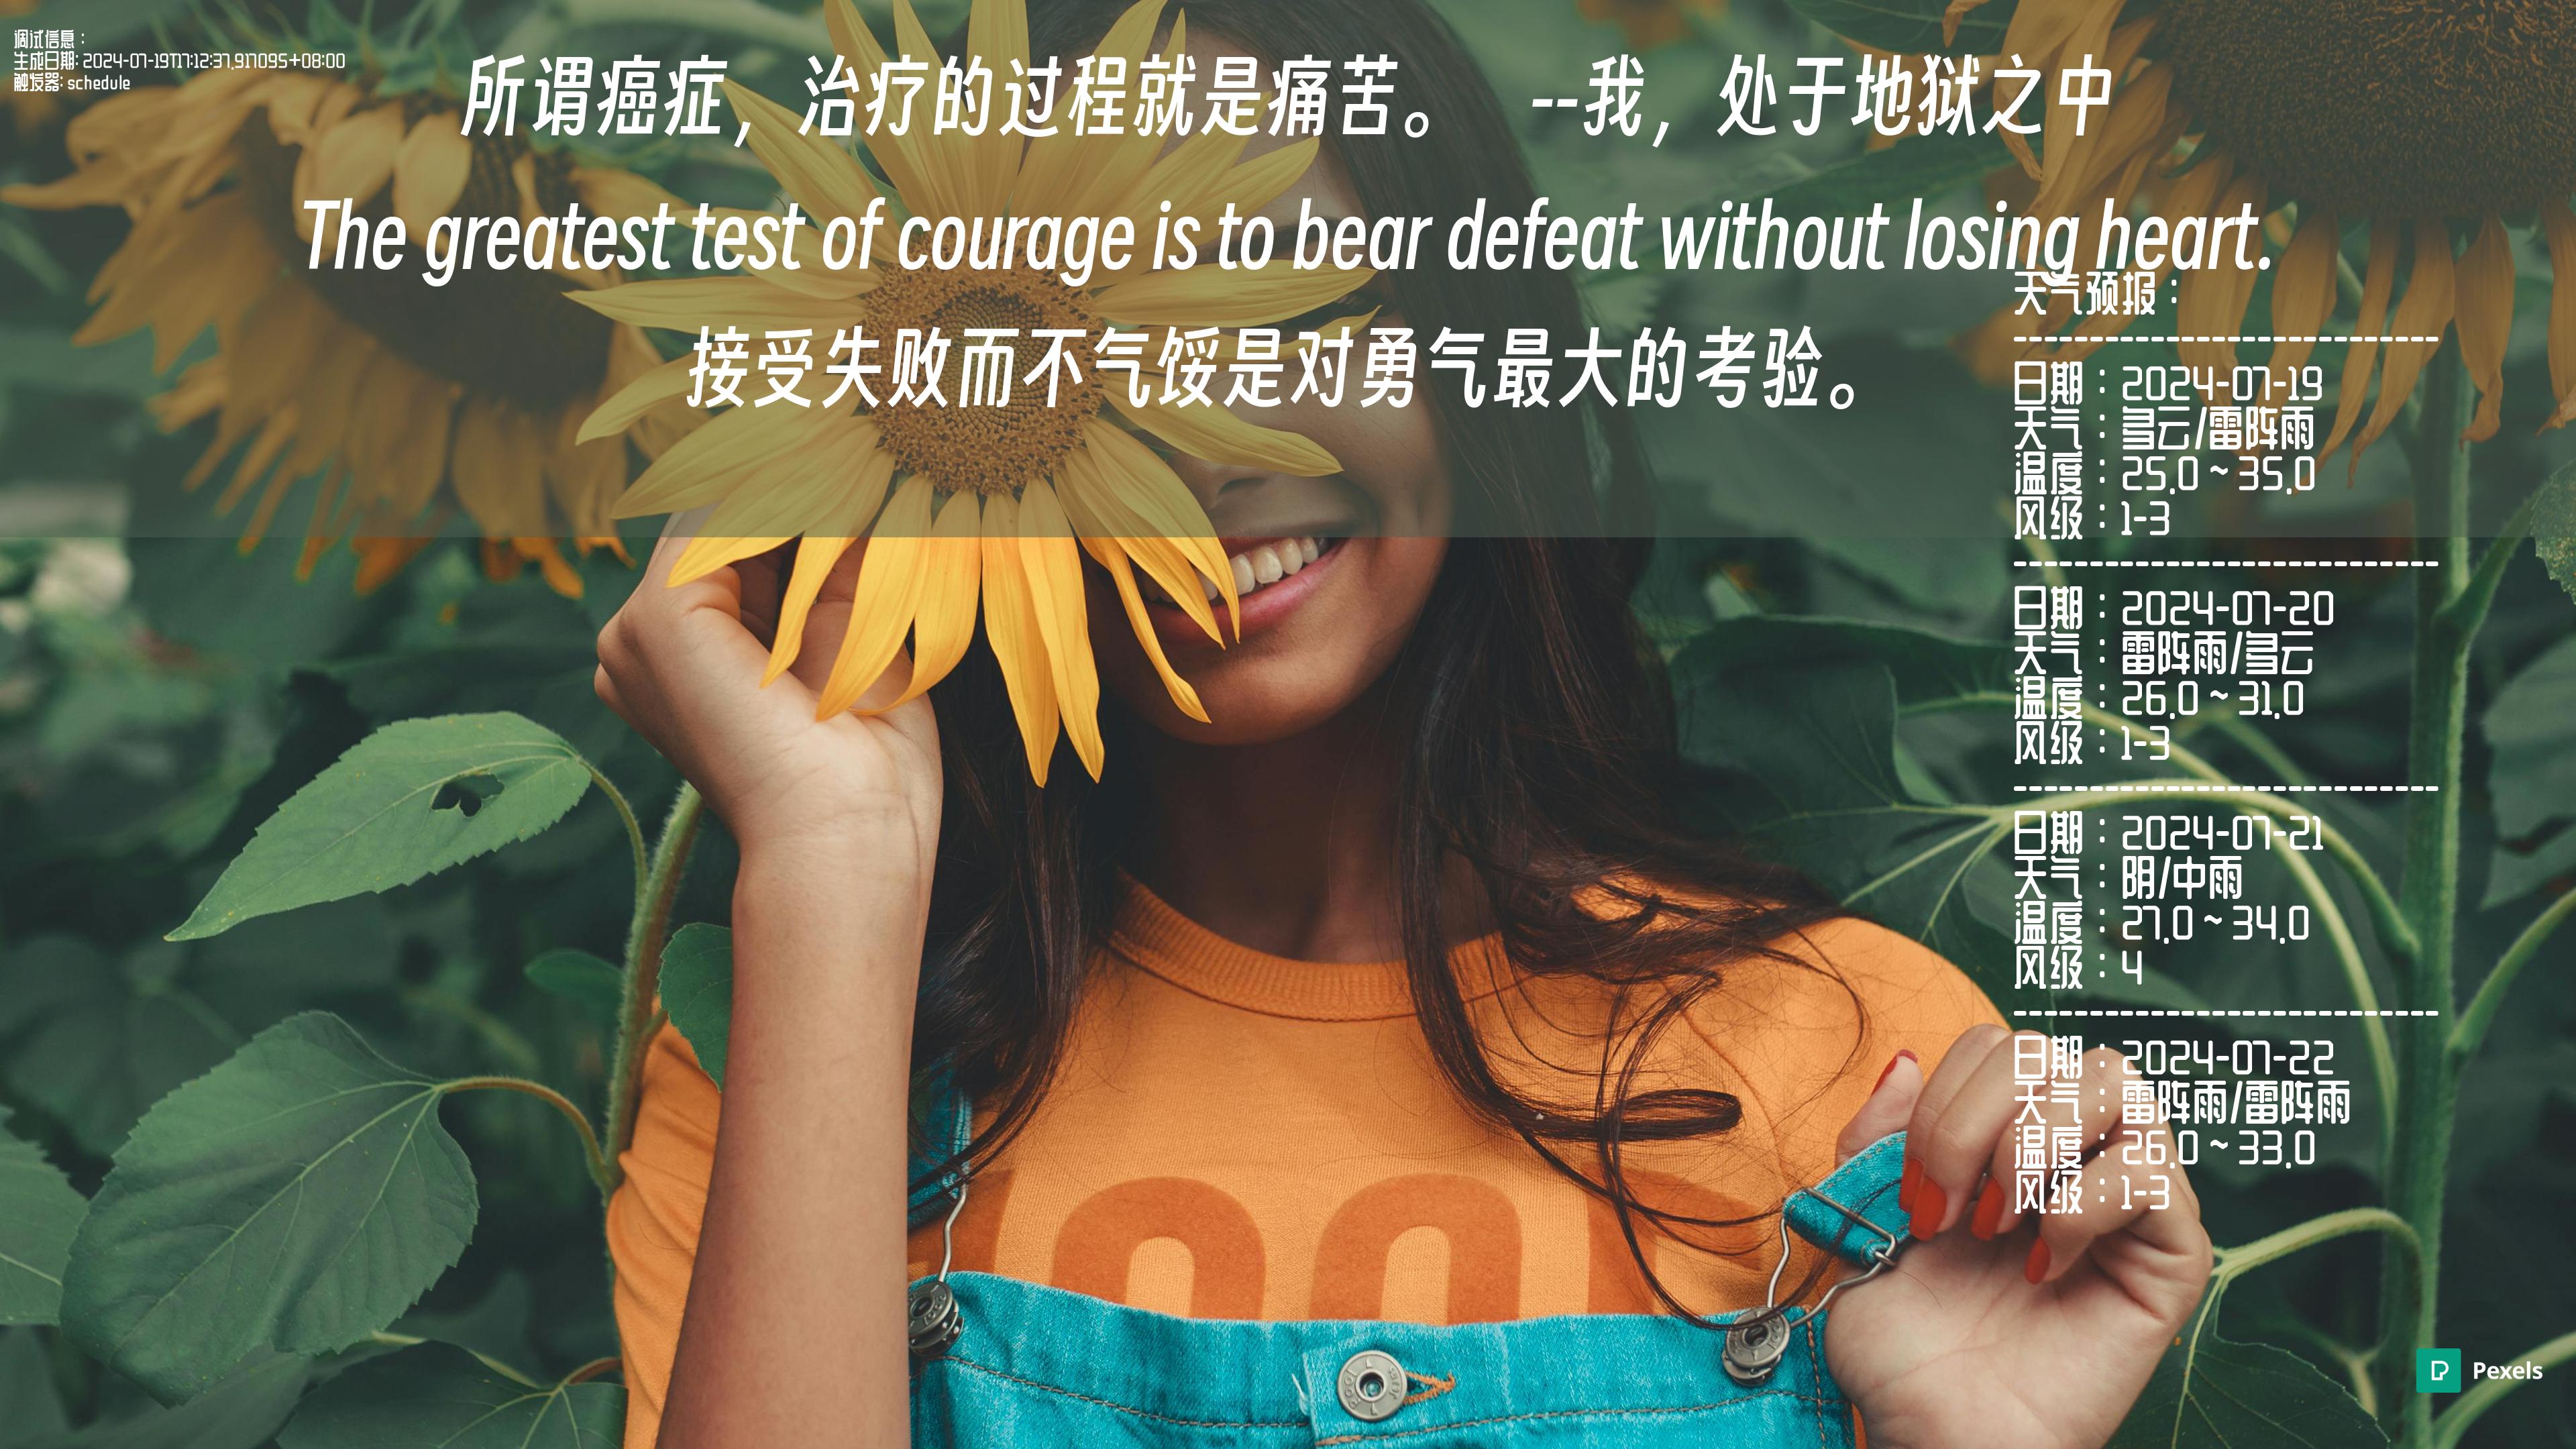 调试信息：
生成日期: 2024-07-19T17:12:37.917095+08:00
触发器: schedule
所谓癌症，治疗的过程就是痛苦。 --我，处于地狱之中
The greatest test of courage is to bear defeat without losing heart.
接受失败而不气馁是对勇气最大的考验。
天气预报：
----------------------------
日期：2024-07-19
天气：多云/雷阵雨
温度：25.0 ~ 35.0
风级：1-3
----------------------------
日期：2024-07-20
天气：雷阵雨/多云
温度：26.0 ~ 31.0
风级：1-3
----------------------------
日期：2024-07-21
天气：阴/中雨
温度：27.0 ~ 34.0
风级：4
----------------------------
日期：2024-07-22
天气：雷阵雨/雷阵雨
温度：26.0 ~ 33.0
风级：1-3
Pexels